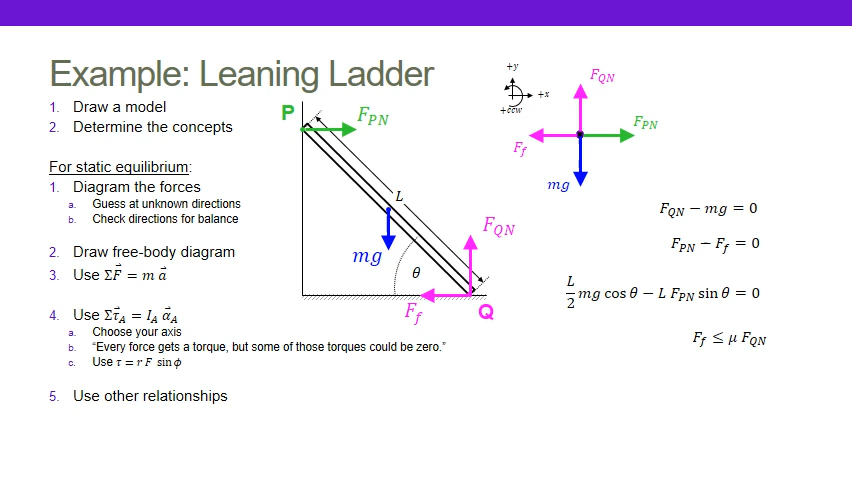 Example: Leaning Ladder
1. Draw a model
2. Determine the concepts
For static equilibrium:
1. Diagram the forces
a. Guess at unknown directions
b. Check directions for balance
2. Draw free-body diagram
3. Use ΣF⃗ = m a⃗
4. Use Στ⃗_A = I_A α⃗_A
a. Choose your axis
b. “Every force gets a torque, but some of those torques could be zero.”
c. Use τ = r F sin ϕ
5. Use other relationships
P
F_PN
L
mg
θ
F_QN
F_f
Q
+y
+x
+ccw
F_QN
F_PN
F_f
mg
F_QN − mg = 0
F_PN − F_f = 0
L/2 mg cos θ − L F_PN sin θ = 0
F_f ≤ μ F_QN